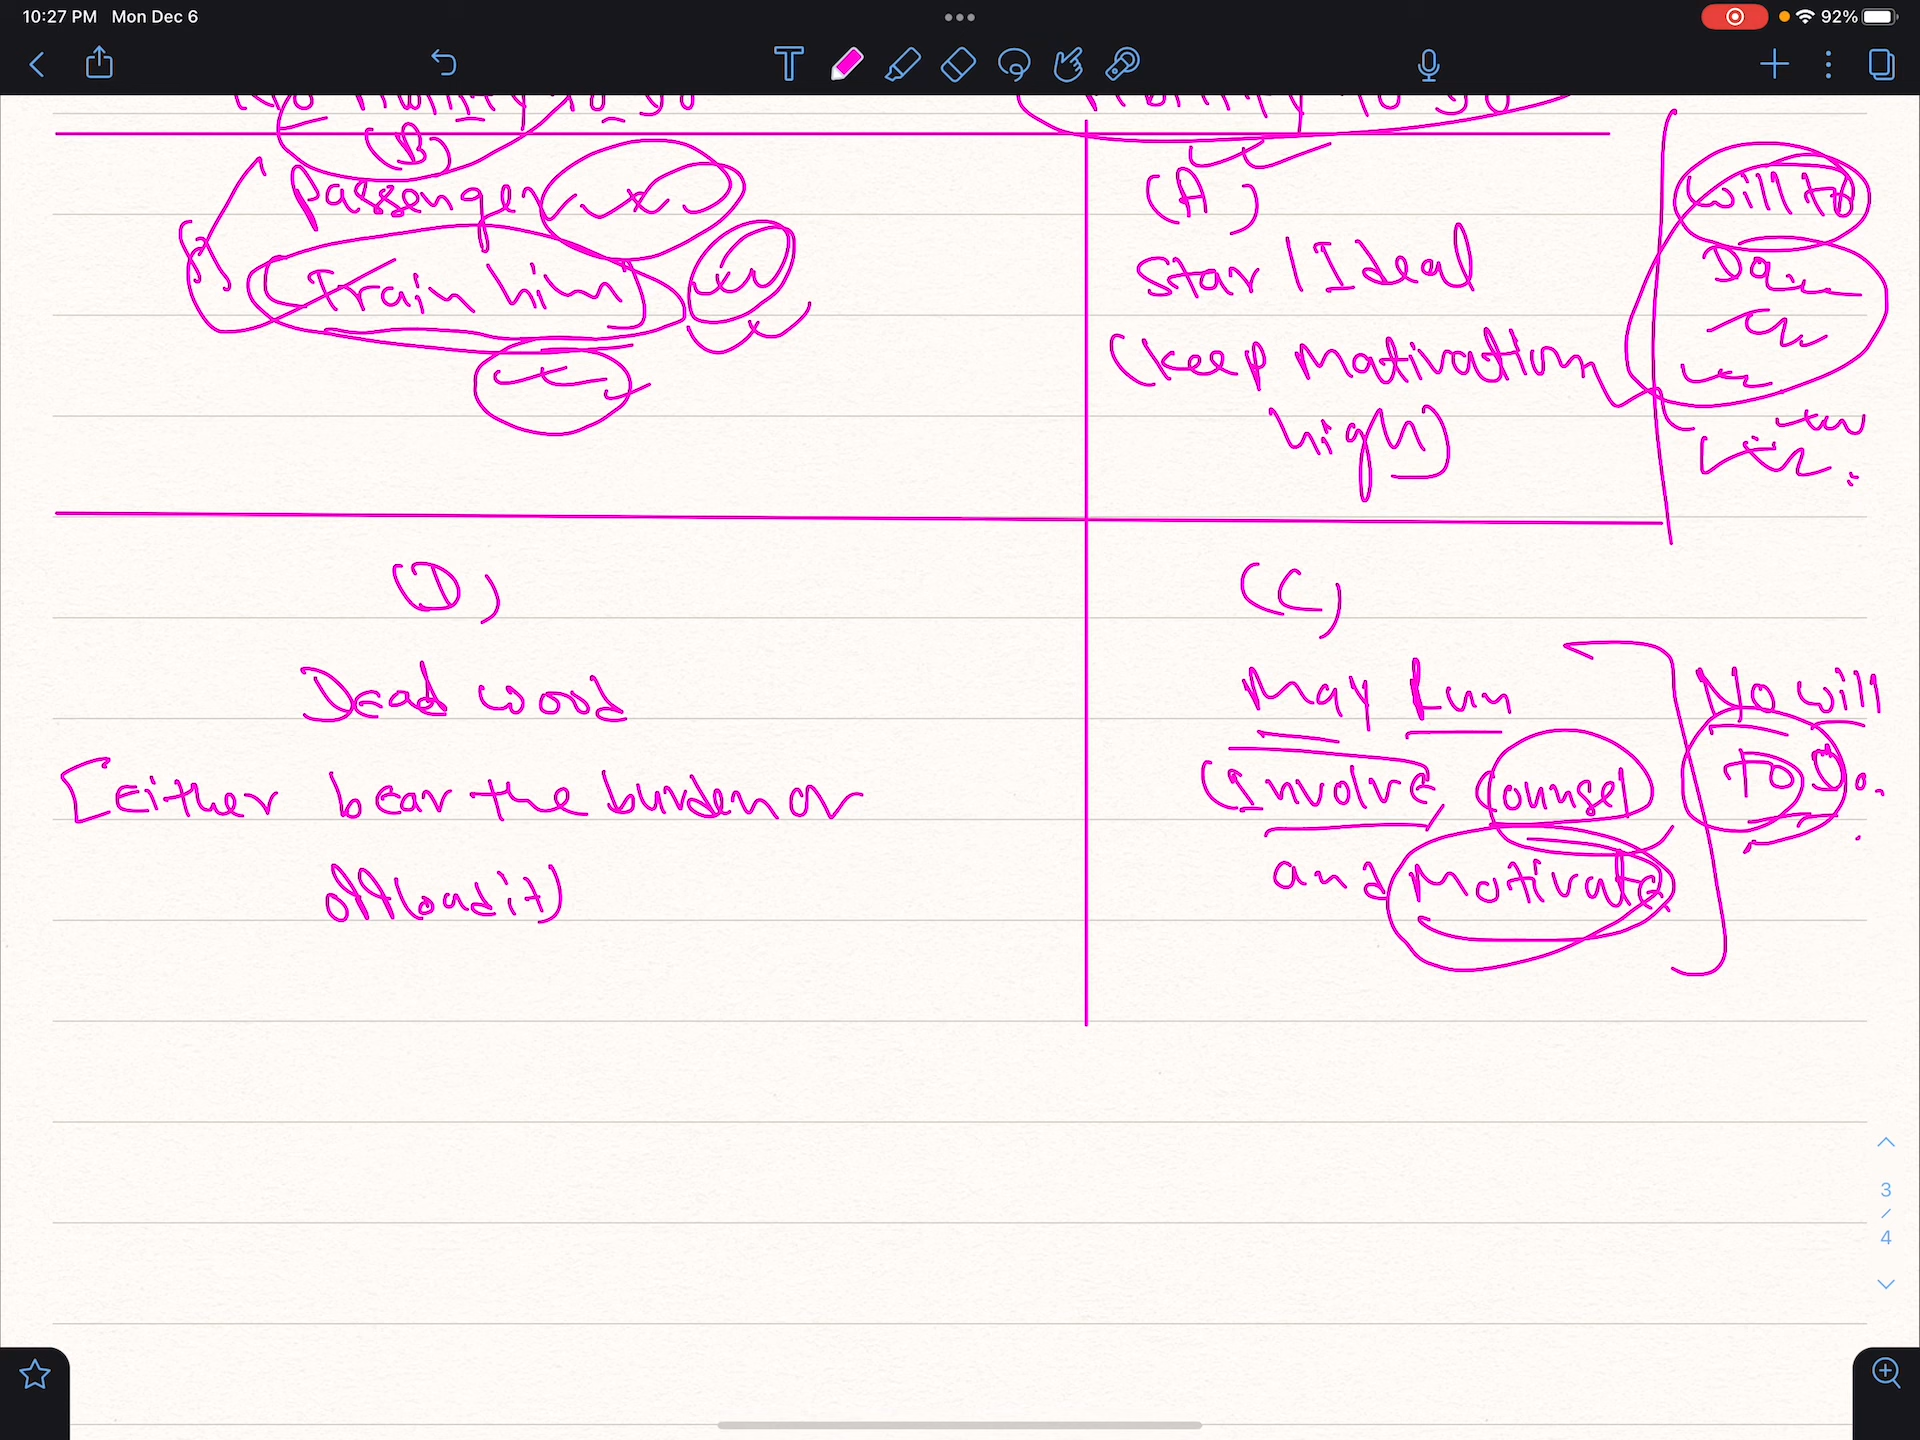 10:27 PM Mon Dec 6
92%
(B)
Passenger
Train him
(A)
Star / Ideal
(Keep Motivation
high)
will to
Do
(D)
Dead wood
[Either bear the burden or
offload it)
(C)
May Run
(Involve, Counsel
and Motivate
No will
To Do.
3
/
4